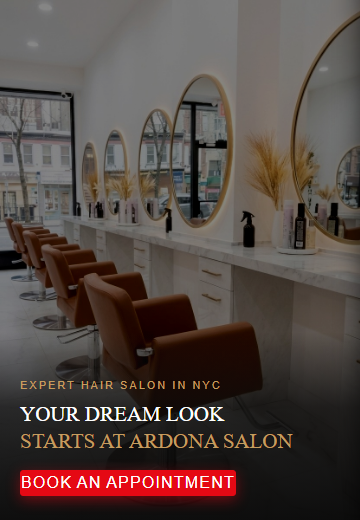 EXPERT HAIR SALON IN NYC
YOUR DREAM LOOK
STARTS AT ARDONA SALON
BOOK AN APPOINTMENT